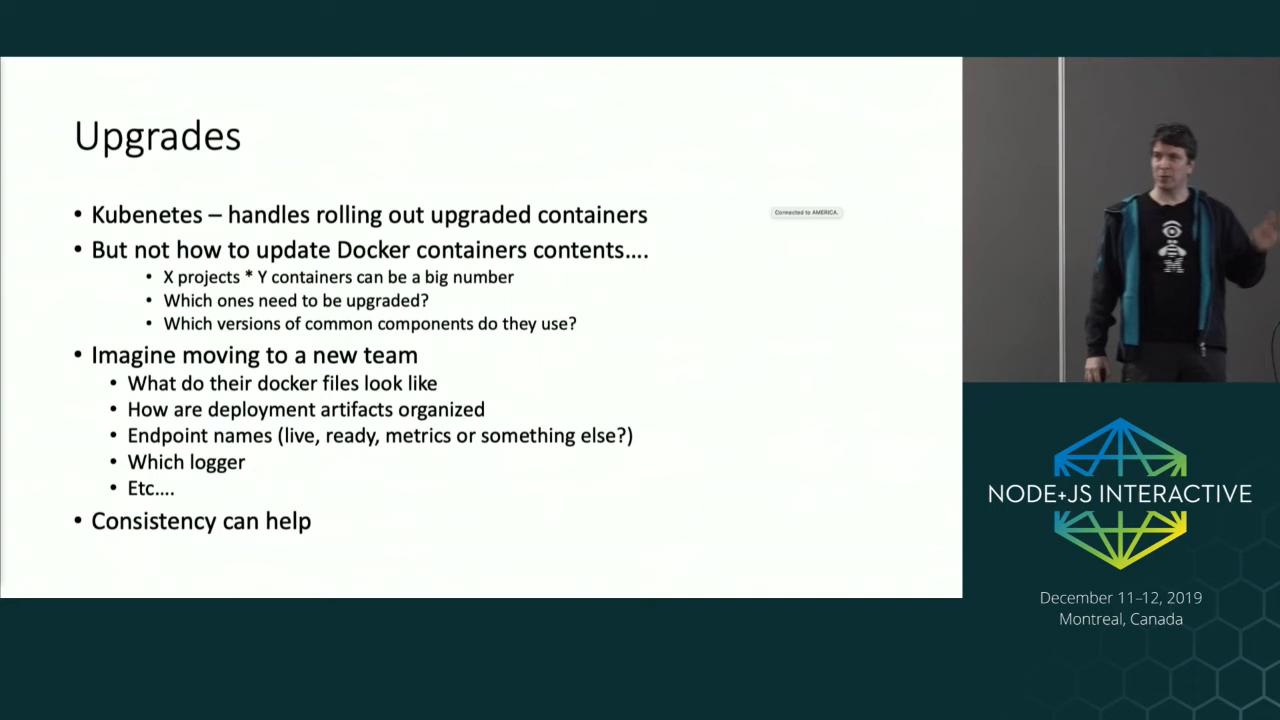 Upgrades
• Kubenetes – handles rolling out upgraded containers
Connected to AMERICA.
• But not how to update Docker containers contents….
• X projects * Y containers can be a big number
• Which ones need to be upgraded?
• Which versions of common components do they use?
• Imagine moving to a new team
• What do their docker files look like
• How are deployment artifacts organized
• Endpoint names (live, ready, metrics or something else?)
• Which logger
• Etc….
• Consistency can help
NODE+JS INTERACTIVE
December 11–12, 2019
Montreal, Canada